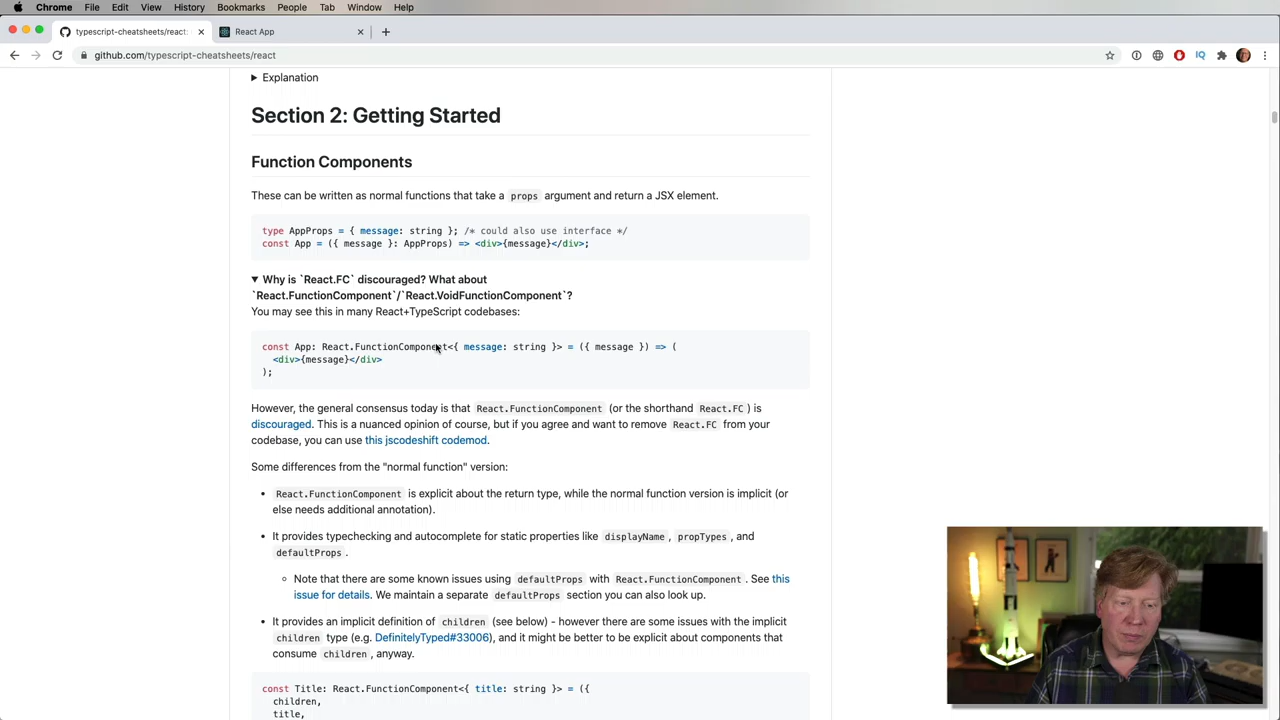 Chrome File Edit View History Bookmarks People Tab Window Help
typescript-cheatsheets/react:
React App
github.com/typescript-cheatsheets/react
IQ
Explanation
Section 2: Getting Started
Function Components
These can be written as normal functions that take a props argument and return a JSX element.
type AppProps = { message: string }; /* could also use interface */
const App = ({ message }: AppProps) => <div>{message}</div>;
Why is `React.FC` discouraged? What about
`React.FunctionComponent`/`React.VoidFunctionComponent`?
You may see this in many React+TypeScript codebases:
const App: React.FunctionComponent<{ message: string }> = ({ message }) => (
<div>{message}</div>
);
However, the general consensus today is that React.FunctionComponent (or the shorthand React.FC ) is
discouraged. This is a nuanced opinion of course, but if you agree and want to remove React.FC from your
codebase, you can use this jscodeshift codemod.
Some differences from the "normal function" version:
• React.FunctionComponent is explicit about the return type, while the normal function version is implicit (or
else needs additional annotation).
• It provides typechecking and autocomplete for static properties like displayName , propTypes , and
defaultProps .
◦ Note that there are some known issues using defaultProps with React.FunctionComponent . See this
issue for details. We maintain a separate defaultProps section you can also look up.
• It provides an implicit definition of children (see below) - however there are some issues with the implicit
children type (e.g. DefinitelyTyped#33006), and it might be better to be explicit about components that
consume children , anyway.
const Title: React.FunctionComponent<{ title: string }> = ({
children,
title,